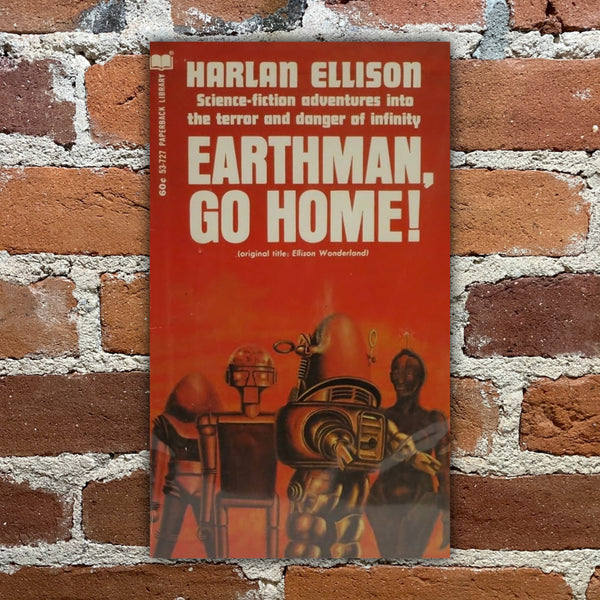 HARLAN ELLISON
Science-fiction adventures into
the terror and danger of infinity
EARTHMAN,
GO HOME!
(original title: Ellison Wonderland)
60¢ 53-727 PAPERBACK LIBRARY